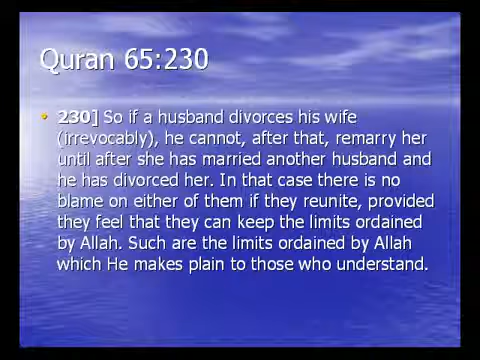 Quran 65:230
• 230] So if a husband divorces his wife
(irrevocably), he cannot, after that, remarry her
until after she has married another husband and
he has divorced her. In that case there is no
blame on either of them if they reunite, provided
they feel that they can keep the limits ordained
by Allah. Such are the limits ordained by Allah
which He makes plain to those who understand.